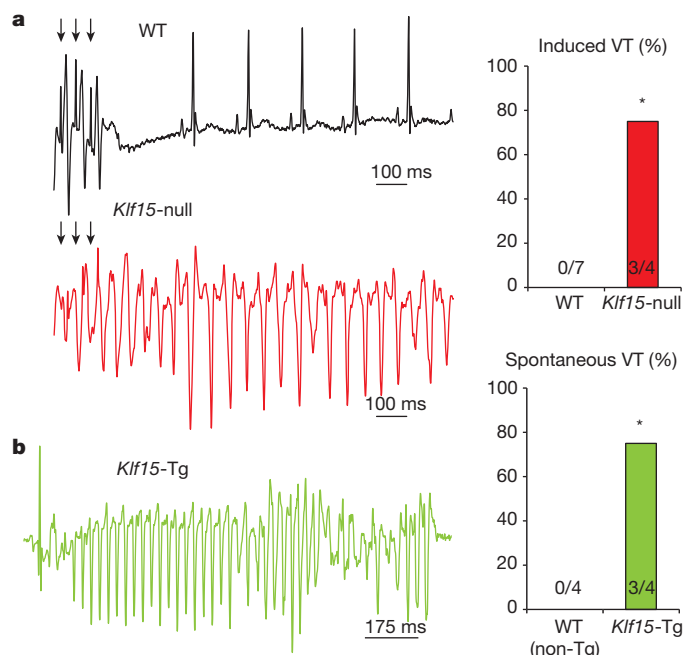 a
WT
100 ms
Klf15-null
100 ms
Induced VT (%)
100
80
60
40
20
0
*
0/7
3/4
WT
Klf15-null
b
Klf15-Tg
175 ms
Spontaneous VT (%)
100
80
60
40
20
0
*
0/4
3/4
WT
(non-Tg)
Klf15-Tg